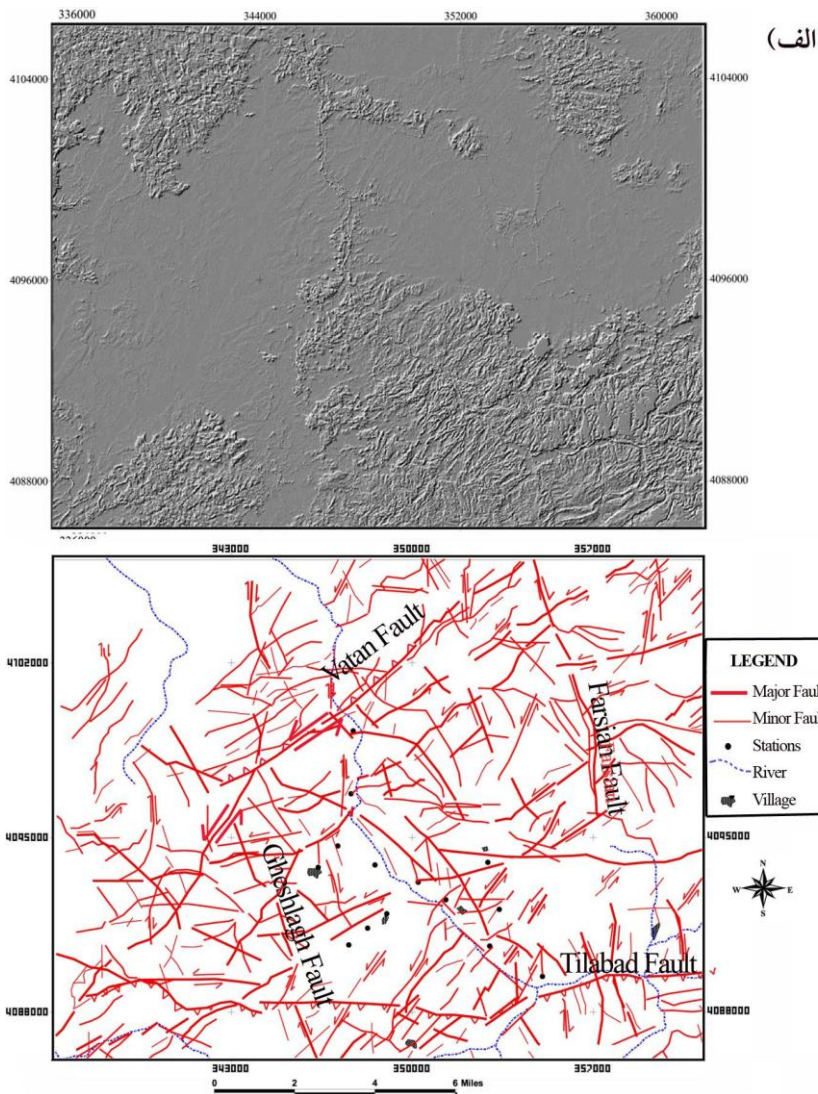 336000 344000 352000 360000
الف)
4104000 4104000
4096000 4096000
4088000 4088000
343000 350000 357000
4102000
Vatan Fault
Farsian Fault
LEGEND
Major Faul
Minor Faul
Stations
River
Village
4095000 4095000
Gheshlagh Fault
N
W E
S
Tilabad Fault
4088000 4088000
343000 350000 357000
0 2 4 6 Miles